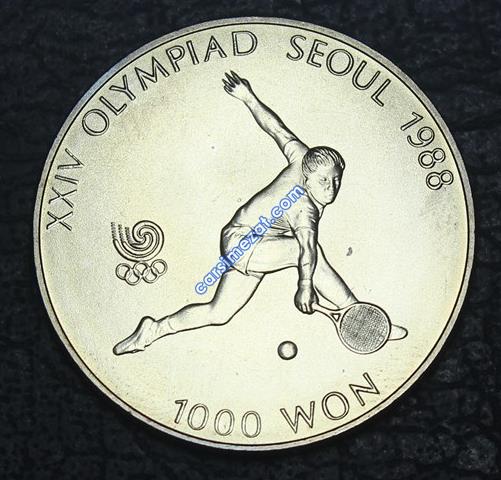 XXIV OLYMPIAD SEOUL 1988
carsimezat.com
1000 WON